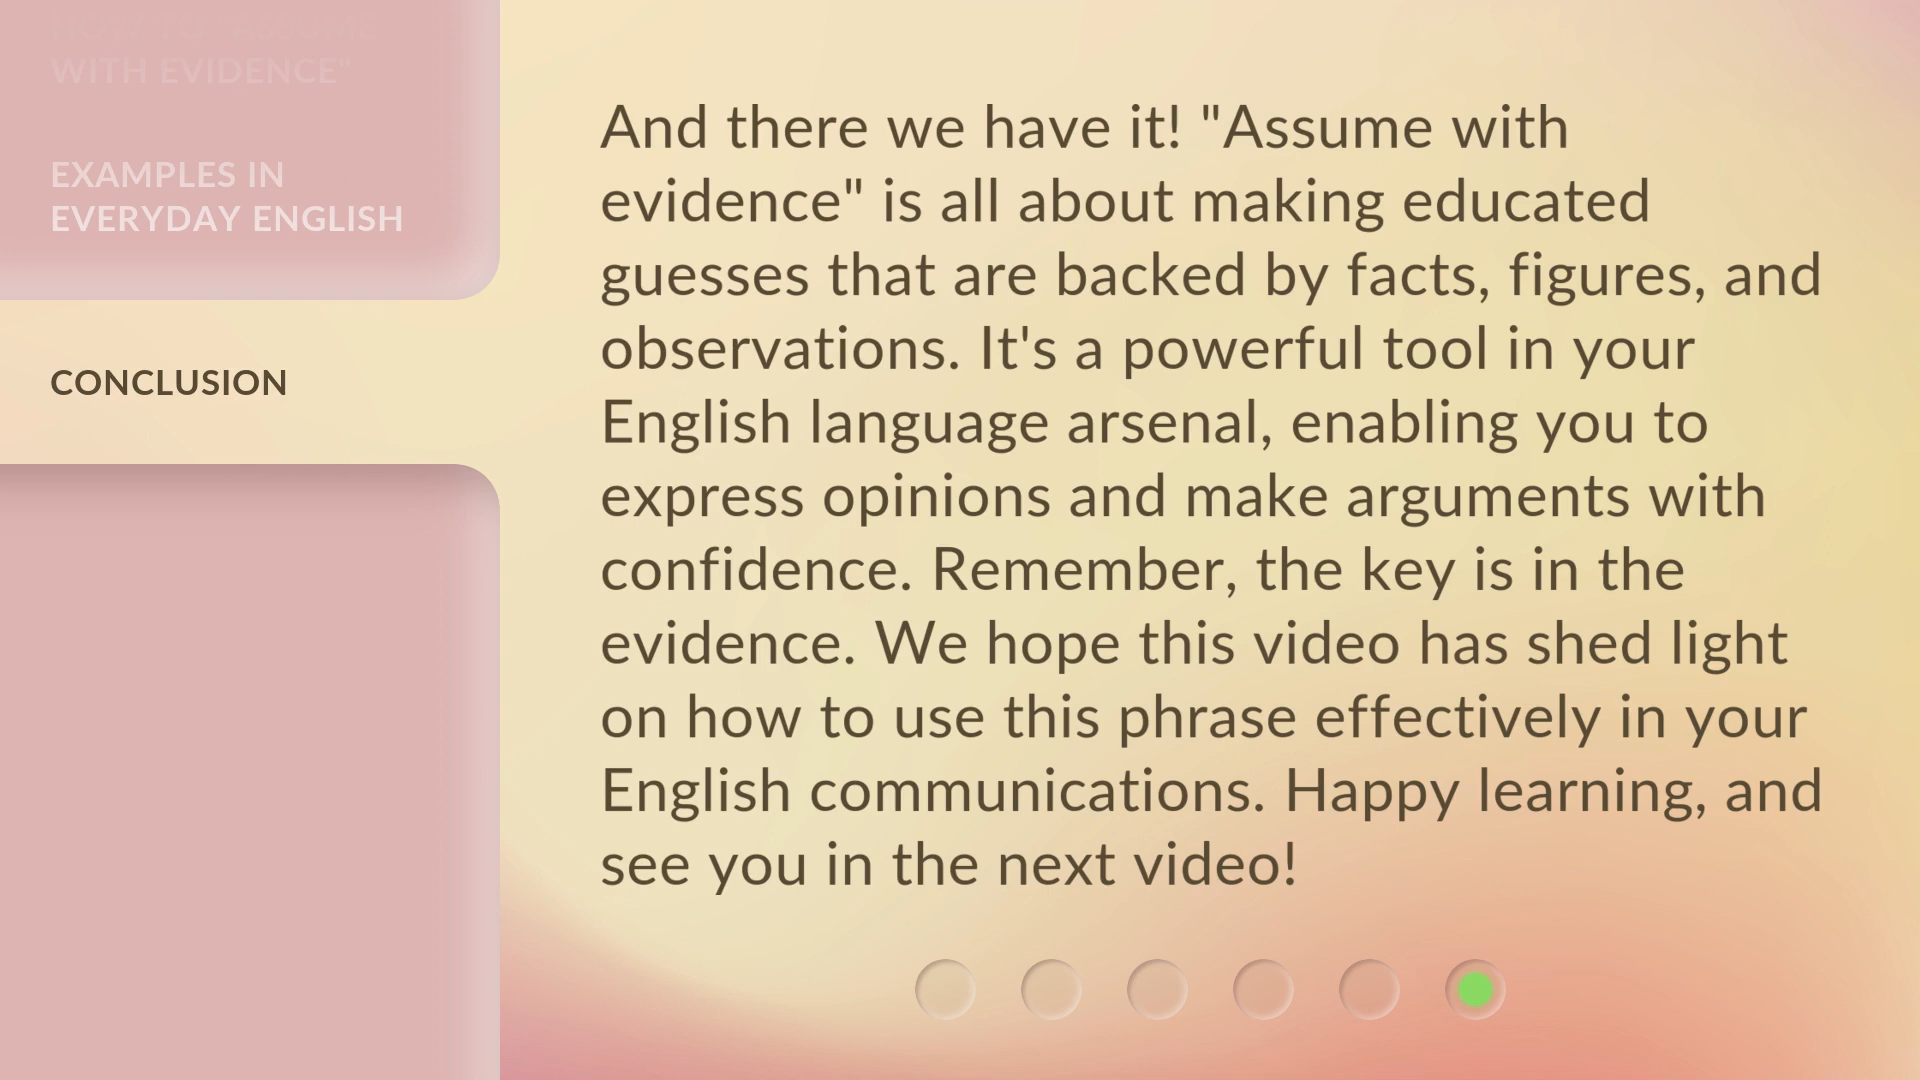 HOW TO "ASSUME
WITH EVIDENCE"
EXAMPLES IN
EVERYDAY ENGLISH
CONCLUSION
And there we have it! "Assume with
evidence" is all about making educated
guesses that are backed by facts, figures, and
observations. It's a powerful tool in your
English language arsenal, enabling you to
express opinions and make arguments with
confidence. Remember, the key is in the
evidence. We hope this video has shed light
on how to use this phrase effectively in your
English communications. Happy learning, and
see you in the next video!